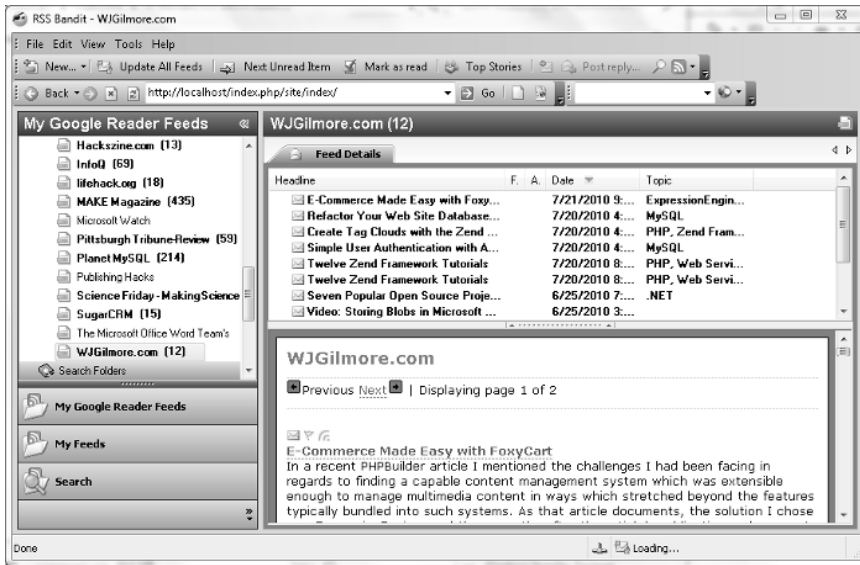 RSS Bandit - WJGilmore.com
File Edit View Tools Help
New... Update All Feeds Next Unread Item Mark as read Top Stories Post reply...
Back http://localhost/index.php/site/index/ Go
My Google Reader Feeds
Hackszine.com (13)
InfoQ (69)
lifehack.org (18)
MAKE Magazine (435)
Microsoft Watch
Pittsburgh Tribune-Review (59)
Planet MySQL (214)
Publishing Hacks
Science Friday - Making Science
SugarCRM (15)
The Microsoft Office Word Team's
WJGilmore.com (12)
Search Folders
My Google Reader Feeds
My Feeds
Search
WJGilmore.com (12)
Feed Details
Headline F. A. Date Topic
E-Commerce Made Easy with Foxy... 7/21/2010 9:... ExpressionEngin...
Refactor Your Web Site Database... 7/20/2010 4:... MySQL
Create Tag Clouds with the Zend ... 7/20/2010 4:... PHP, Zend Fram...
Simple User Authentication with A... 7/20/2010 4:... MySQL
Twelve Zend Framework Tutorials 7/20/2010 8:... PHP, Web Servi...
Twelve Zend Framework Tutorials 7/20/2010 8:... PHP, Web Servi...
Seven Popular Open Source Proje... 6/25/2010 7:... .NET
Video: Storing Blobs in Microsoft ... 6/25/2010 3:...
WJGilmore.com
Previous Next | Displaying page 1 of 2
E-Commerce Made Easy with FoxyCart
In a recent PHPBuilder article I mentioned the challenges I had been facing in
regards to finding a capable content management system which was extensible
enough to manage multimedia content in ways which stretched beyond the features
typically bundled into such systems. As that article documents, the solution I chose
Done
Loading...